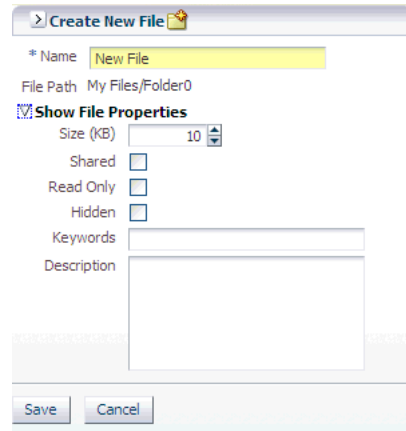 Create New File
* Name New File
File Path My Files/Folder0
Show File Properties
Size (KB) 10
Shared
Read Only
Hidden
Keywords
Description
Save Cancel